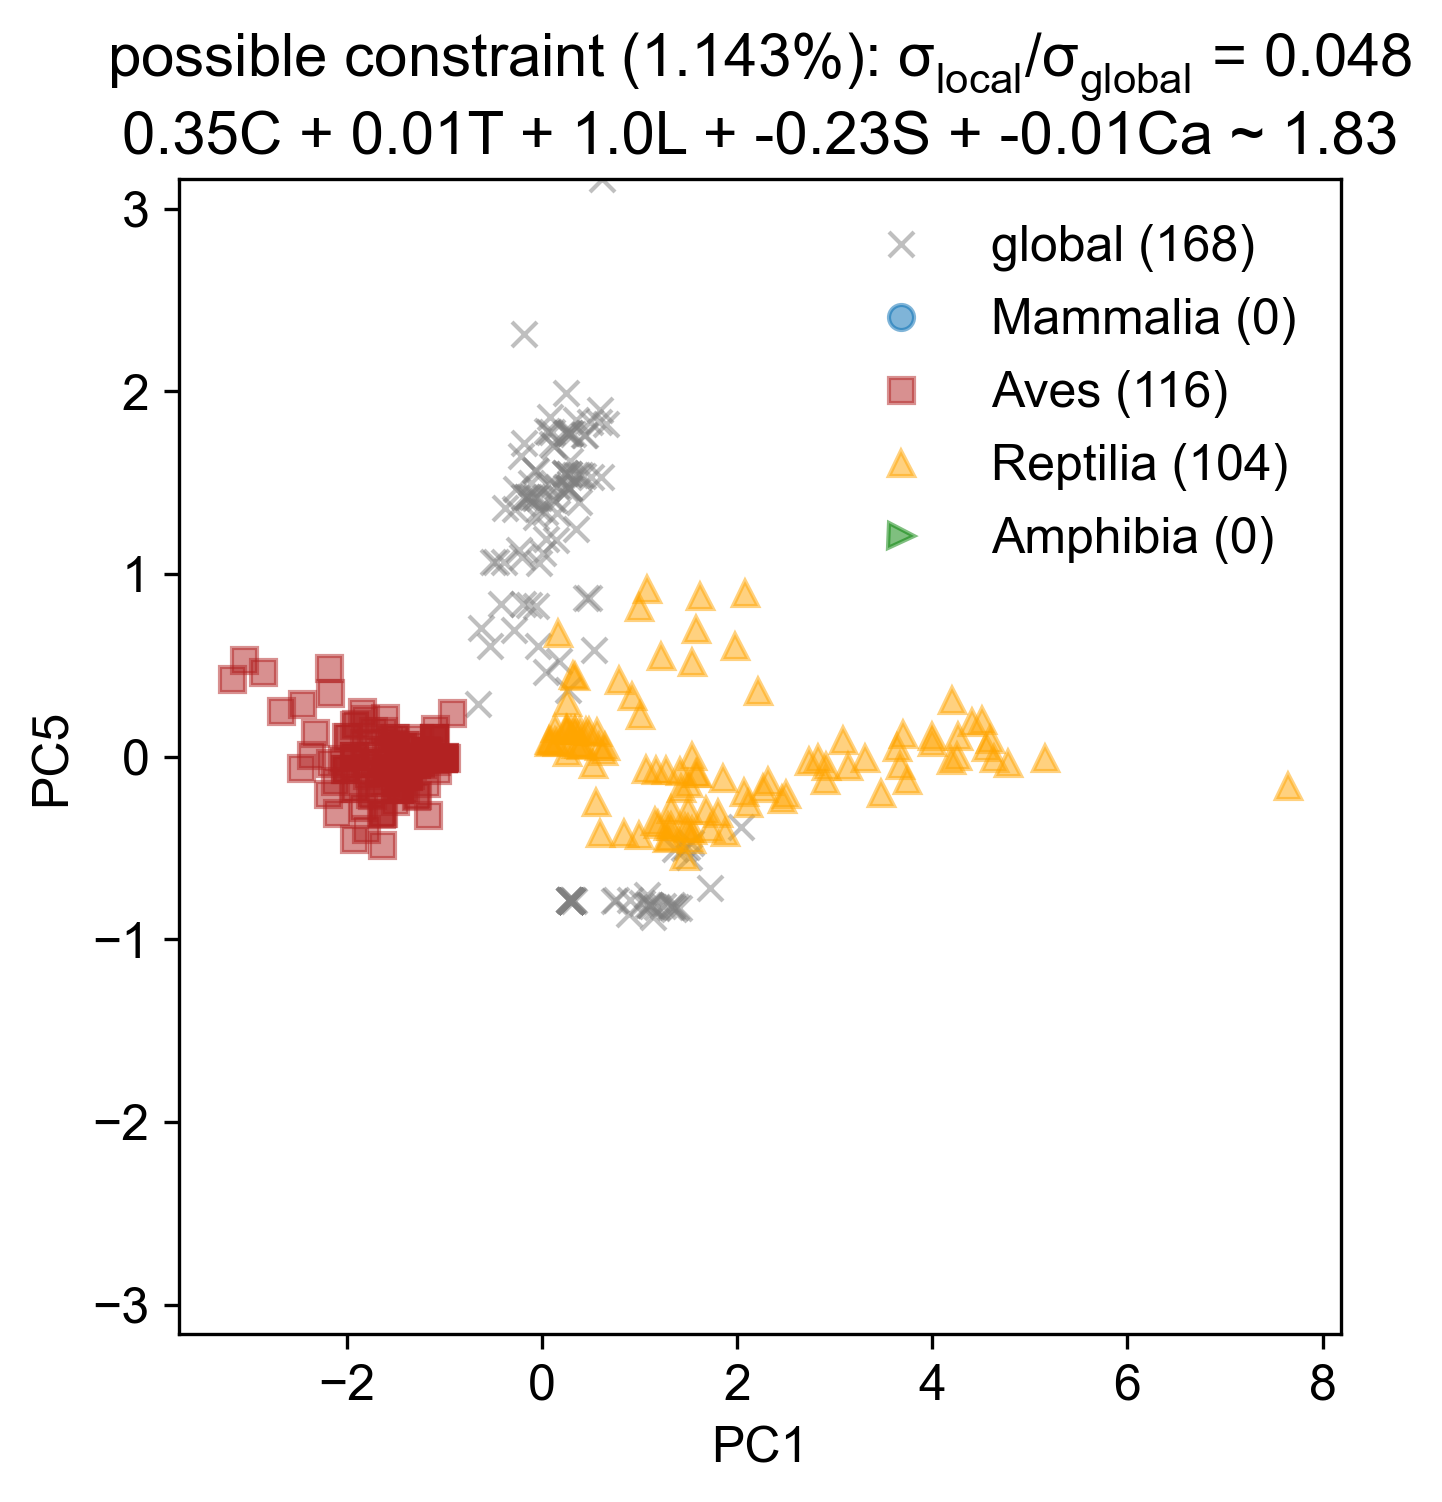 possible constraint (1.143%): σlocal/σglobal = 0.048
0.35C + 0.01T + 1.0L + -0.23S + -0.01Ca ~ 1.83
3
2
1
0
−1
−2
−3
PC5
global (168)
Mammalia (0)
Aves (116)
Reptilia (104)
Amphibia (0)
−2 0 2 4 6 8
PC1